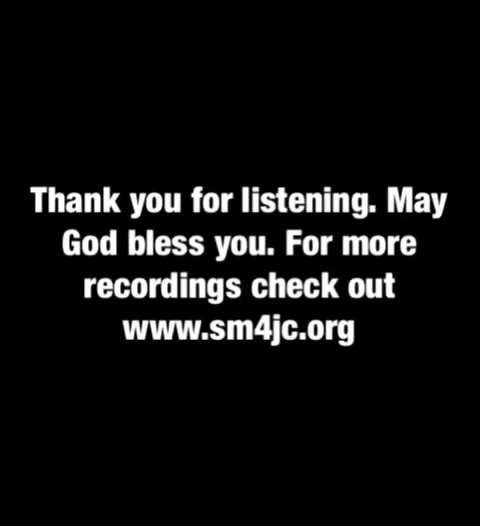 Thank you for listening. May
God bless you. For more
recordings check out
www.sm4jc.org